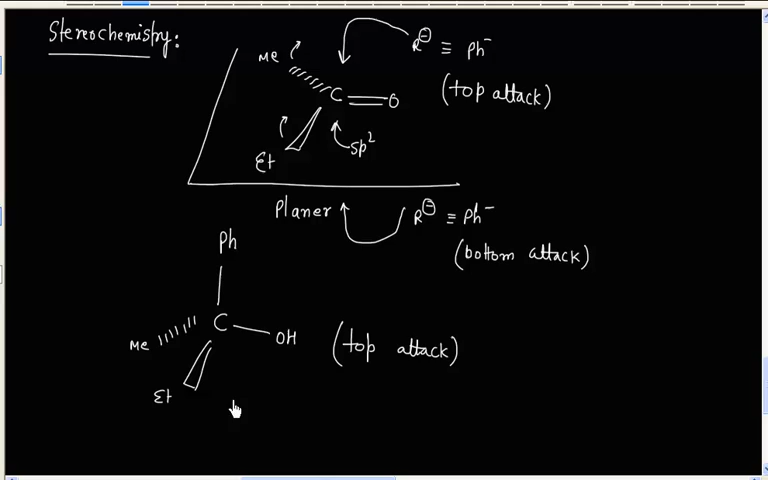 Stereochemistry:
Me
R⊖ ≡ Ph⁻
C=O
(top attack)
Et
Sp²
Planer
R⊖ ≡ Ph⁻
(bottom attack)
Ph
C
OH
Me
(top attack)
Et